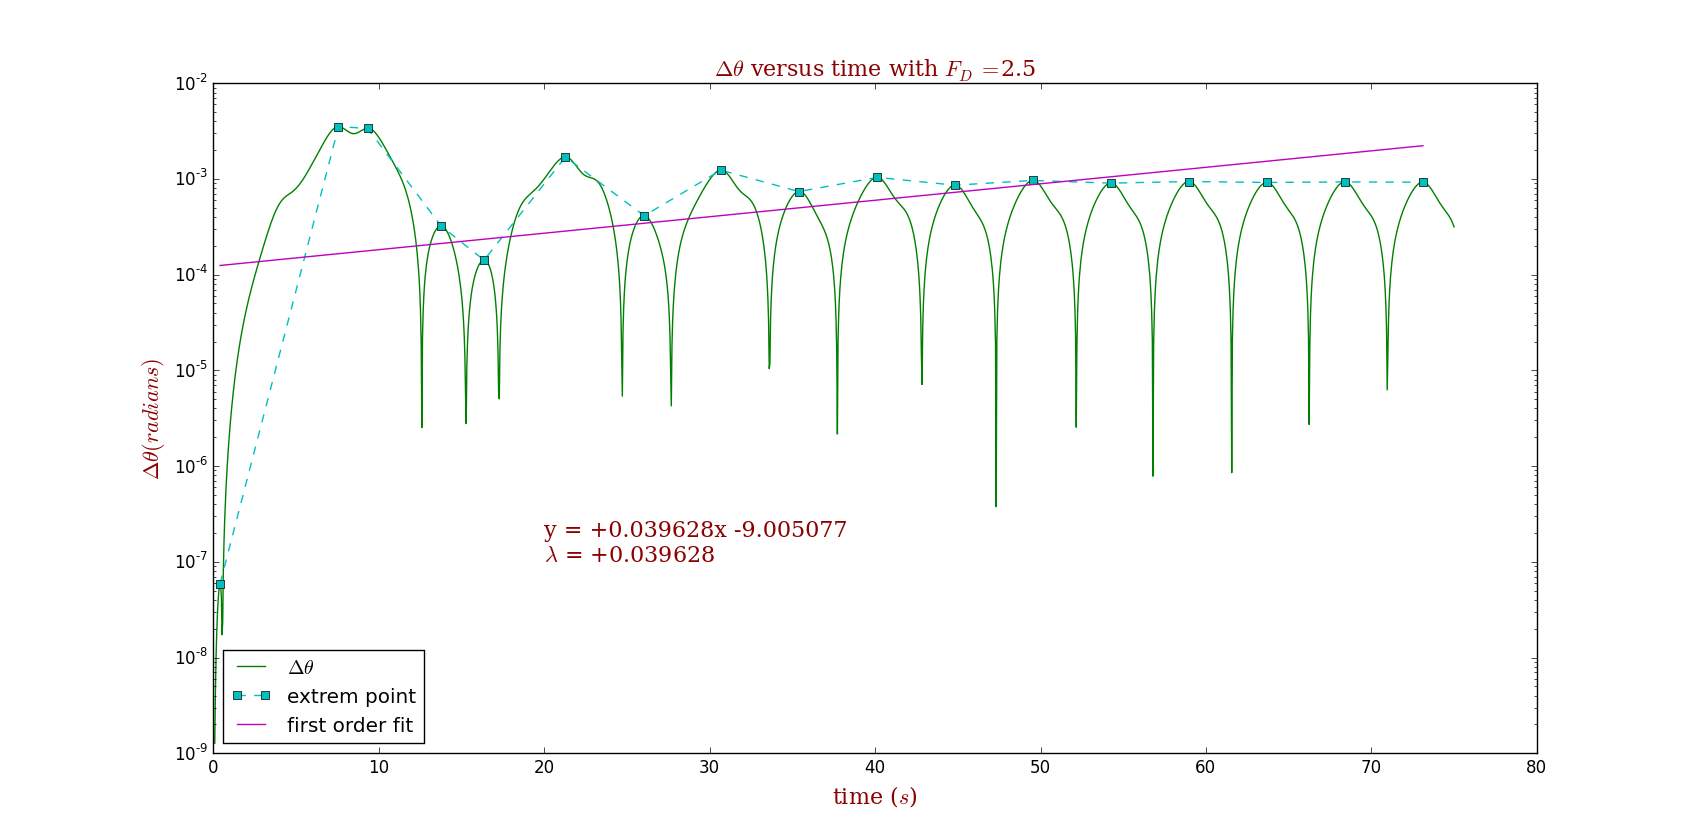 Δθ versus time with F_D =2.5
10^-2
10^-3
10^-4
10^-5
10^-6
10^-7
10^-8
10^-9
Δθ(radians)
y = +0.039628x -9.005077
λ = +0.039628
Δθ
extrem point
first order fit
0 10 20 30 40 50 60 70 80
time (s)